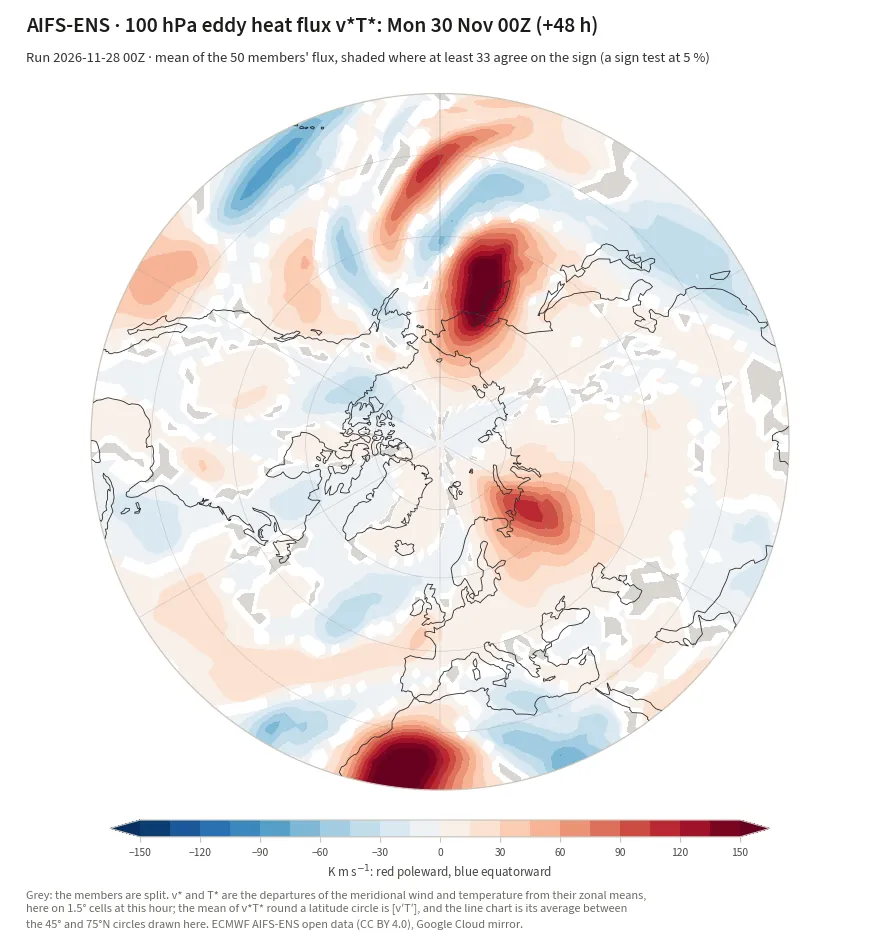 AIFS-ENS · 100 hPa eddy heat flux v*T*: Mon 30 Nov 00Z (+48 h)
Run 2026-11-28 00Z · mean of the 50 members' flux, shaded where at least 33 agree on the sign (a sign test at 5 %)
−150 −120 −90 −60 −30 0 30 60 90 120 150
K m s⁻¹: red poleward, blue equatorward
Grey: the members are split. v* and T* are the departures of the meridional wind and temperature from their zonal means,
here on 1.5° cells at this hour; the mean of v*T* round a latitude circle is [v'T'], and the line chart is its average between
the 45° and 75°N circles drawn here. ECMWF AIFS-ENS open data (CC BY 4.0), Google Cloud mirror.